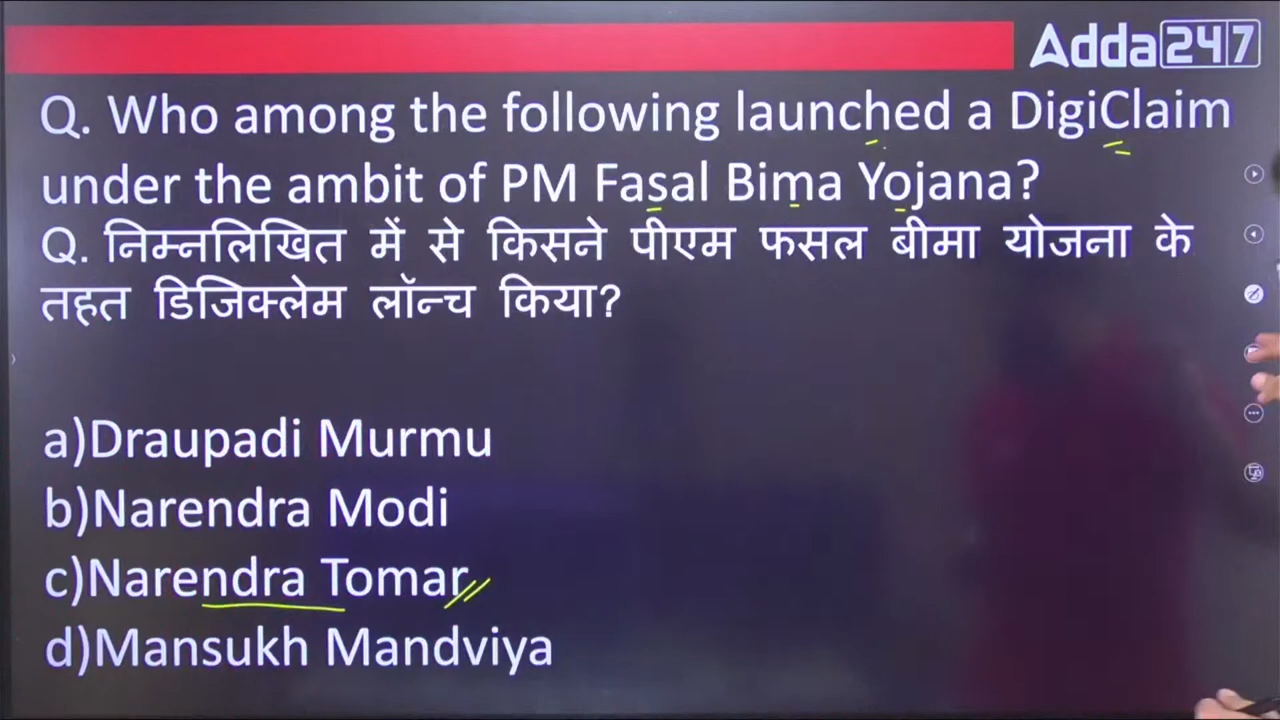 Adda247
Q. Who among the following launched a DigiClaim
under the ambit of PM Fasal Bima Yojana?
Q. निम्नलिखित में से किसने पीएम फसल बीमा योजना के
तहत डिजिक्लेम लॉन्च किया?
a)Draupadi Murmu
b)Narendra Modi
c)Narendra Tomar
d)Mansukh Mandviya